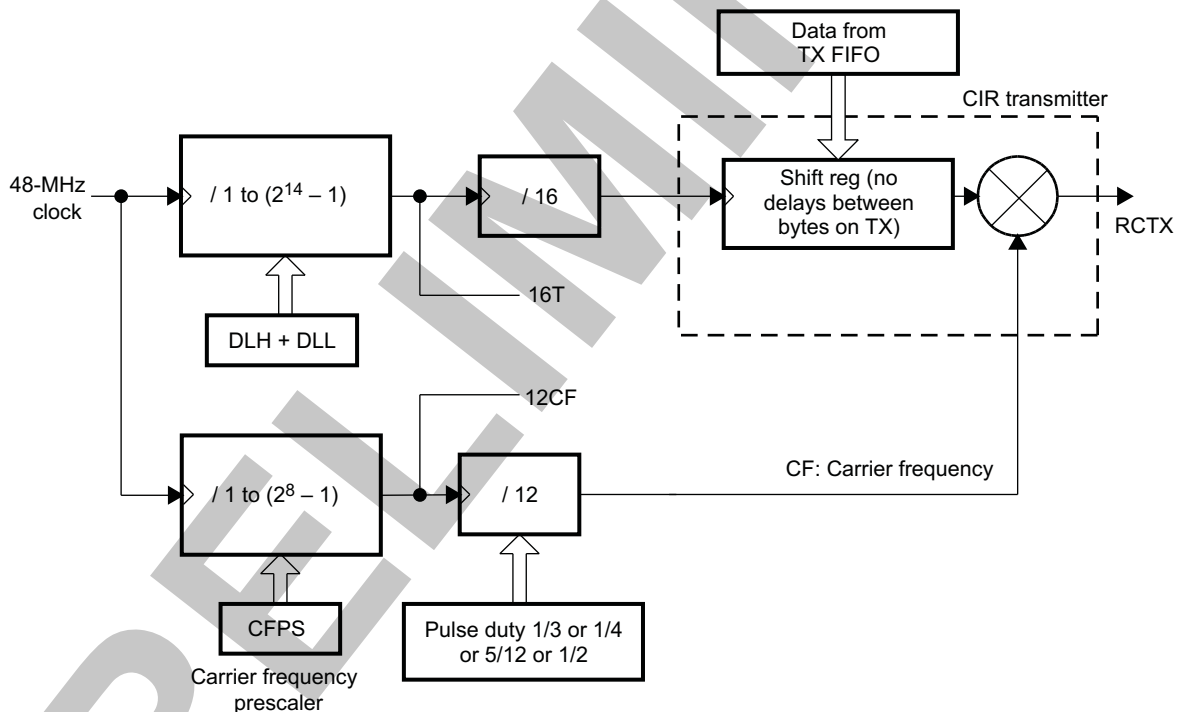 Data from
TX FIFO
CIR transmitter
48-MHz
clock
/ 1 to (2¹⁴ – 1)
/ 16
Shift reg (no
delays between
bytes on TX)
RCTX
16T
DLH + DLL
12CF
/ 1 to (2⁸ – 1)
/ 12
CF: Carrier frequency
CFPS
Carrier frequency
prescaler
Pulse duty 1/3 or 1/4
or 5/12 or 1/2
PRELIMI